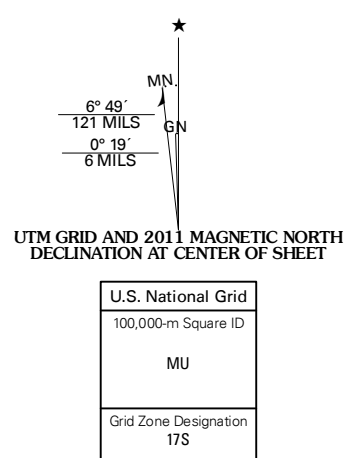 ★
MN.
6° 49´
121 MILS
GN
0° 19´
6 MILS
UTM GRID AND 2011 MAGNETIC NORTH
DECLINATION AT CENTER OF SHEET
U.S. National Grid
100,000-m Square ID
MU
Grid Zone Designation
17S